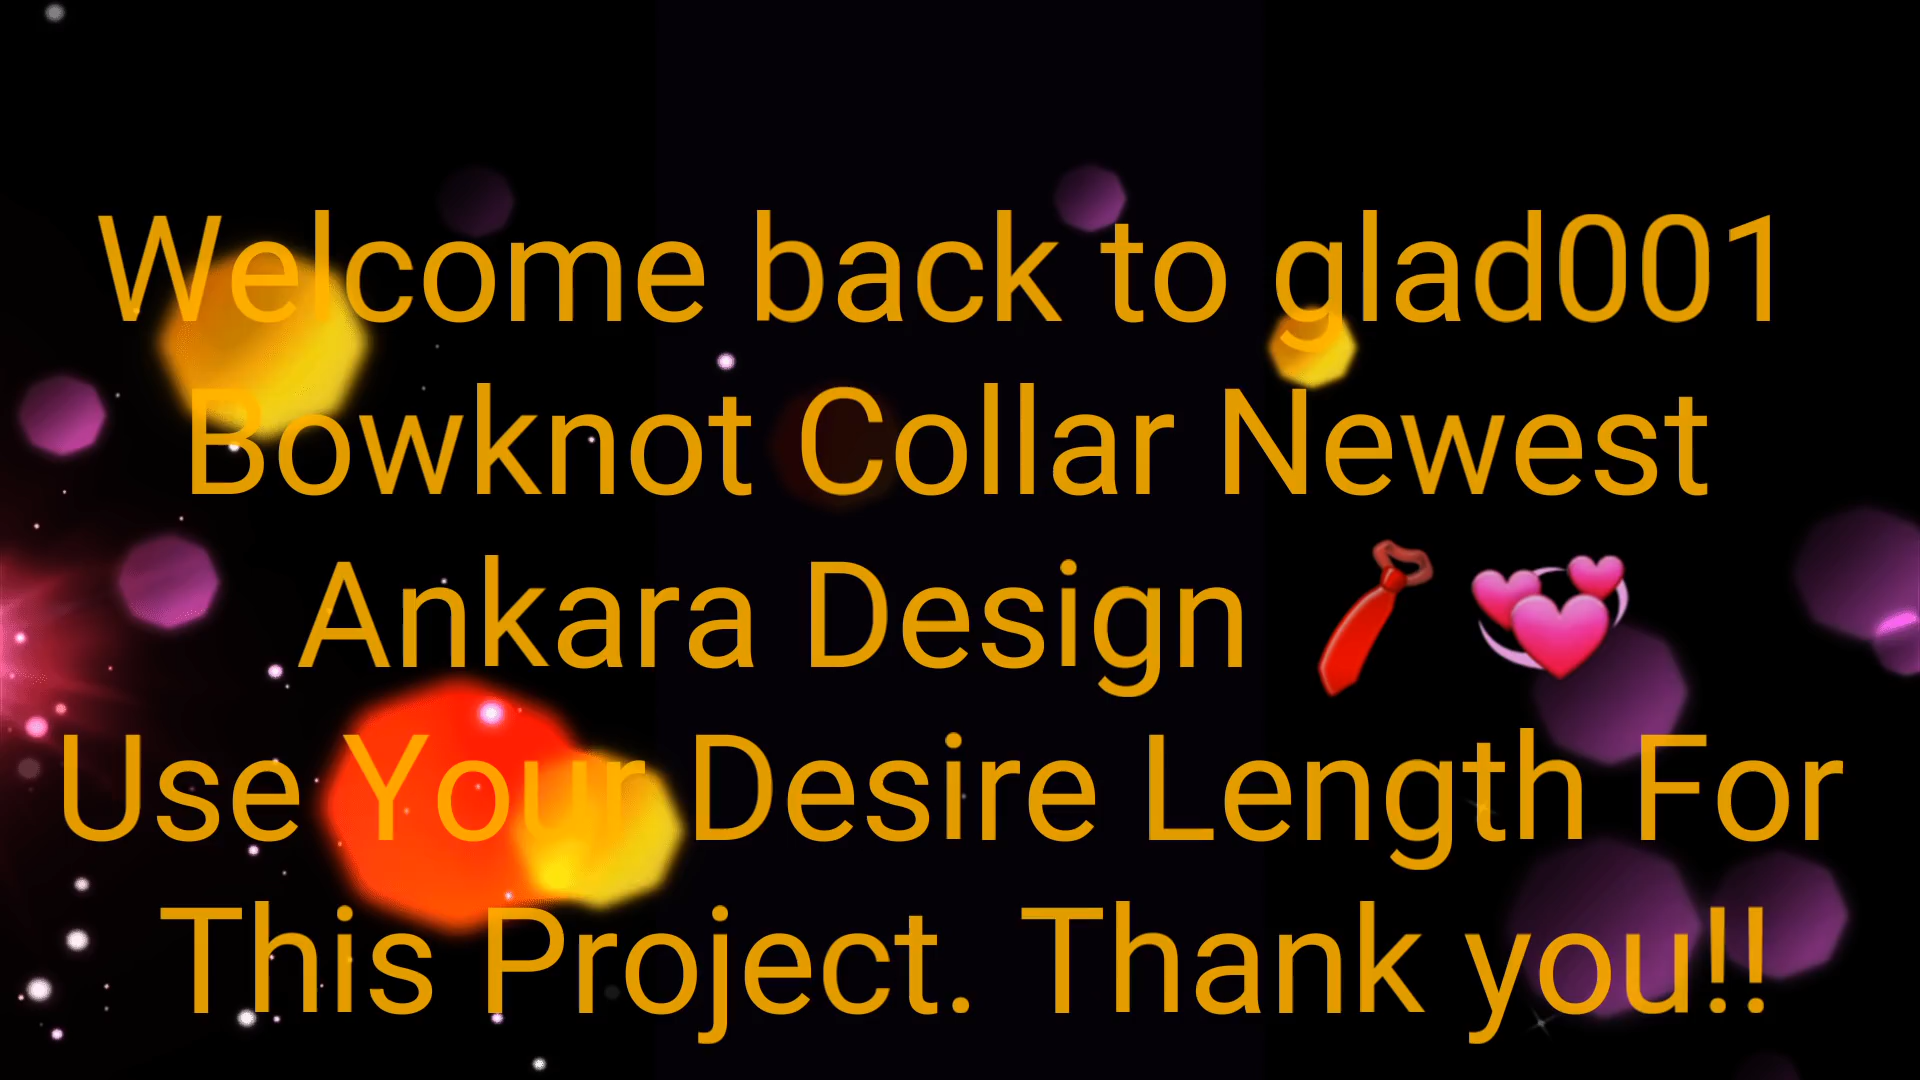 Welcome back to glad001
Bowknot Collar Newest
Ankara Design 👔 💞
Use Your Desire Length For
This Project. Thank you!!